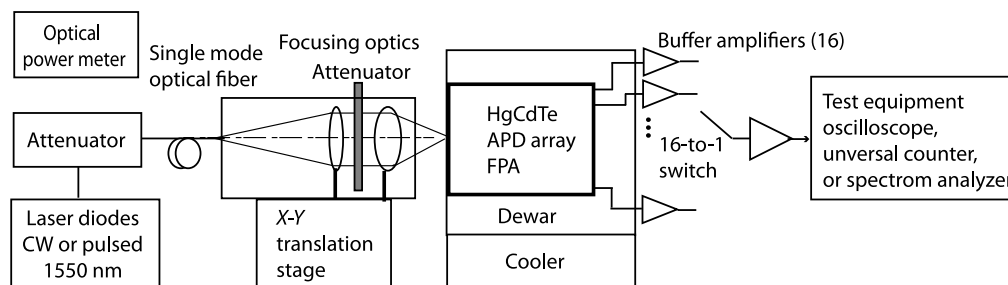 Optical
power meter
Single mode
optical fiber
Focusing optics
Attenuator
Buffer amplifiers (16)
Attenuator
HgCdTe
APD array
FPA
16-to-1
switch
Test equipment
oscilloscope,
unversal counter,
or spectrom analyzer
Laser diodes
CW or pulsed
1550 nm
X-Y
translation
stage
Dewar
Cooler